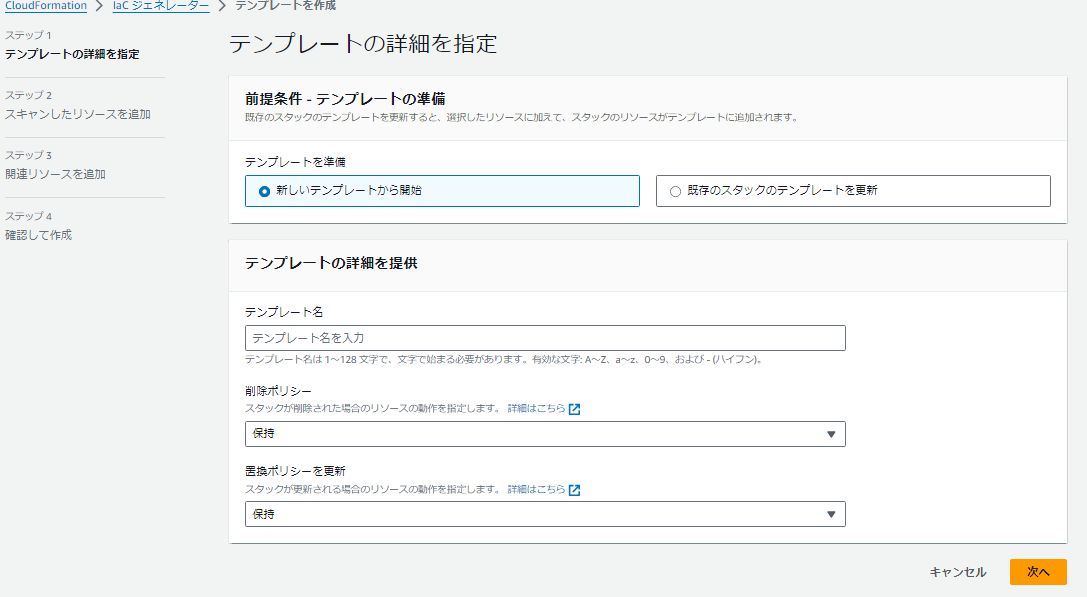 CloudFormation > IaC ジェネレーター > テンプレートを作成
ステップ 1
テンプレートの詳細を指定
ステップ 2
スキャンしたリソースを追加
ステップ 3
関連リソースを追加
ステップ 4
確認して作成
テンプレートの詳細を指定
前提条件 - テンプレートの準備
既存のスタックのテンプレートを更新すると、選択したリソースに加えて、スタックのリソースがテンプレートに追加されます。
テンプレートを準備
新しいテンプレートから開始
既存のスタックのテンプレートを更新
テンプレートの詳細を提供
テンプレート名
テンプレート名を入力
テンプレート名は 1～128 文字で、文字で始まる必要があります。有効な文字: A～Z、a～z、0～9、および - (ハイフン)。
削除ポリシー
スタックが削除された場合のリソースの動作を指定します。 詳細はこちら
保持
置換ポリシーを更新
スタックが更新される場合のリソースの動作を指定します。 詳細はこちら
保持
キャンセル
次へ